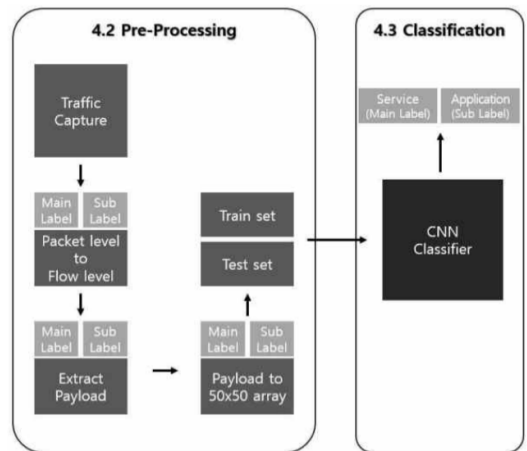 4.2 Pre-Processing
Traffic
Capture
Main
Label
Sub
Label
Packet level
to
Flow level
Main
Label
Sub
Label
Extract
Payload
Train set
Test set
Main
Label
Sub
Label
Payload to
50x50 array
4.3 Classification
Service
(Main Label)
Application
(Sub Label)
CNN
Classifier